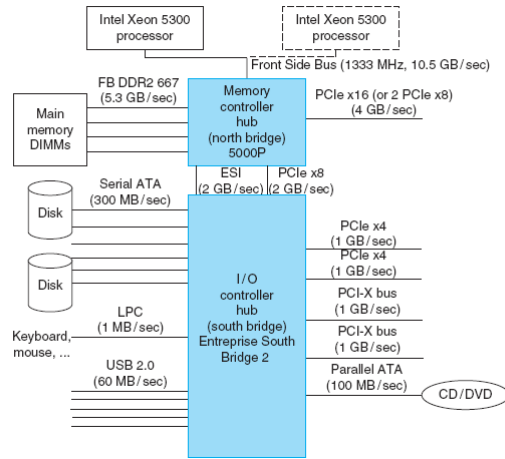 Intel Xeon 5300
processor
Intel Xeon 5300
processor
Front Side Bus (1333 MHz, 10.5 GB/sec)
FB DDR2 667
(5.3 GB/sec)
Main
memory
DIMMs
Memory
controller
hub
(north bridge)
5000P
PCIe x16 (or 2 PCIe x8)
(4 GB/sec)
ESI
(2 GB/sec)
PCIe x8
(2 GB/sec)
Serial ATA
(300 MB/sec)
Disk
Disk
LPC
(1 MB/sec)
Keyboard,
mouse, ...
USB 2.0
(60 MB/sec)
I/O
controller
hub
(south bridge)
Entreprise South
Bridge 2
PCIe x4
(1 GB/sec)
PCIe x4
(1 GB/sec)
PCI-X bus
(1 GB/sec)
PCI-X bus
(1 GB/sec)
Parallel ATA
(100 MB/sec)
CD/DVD